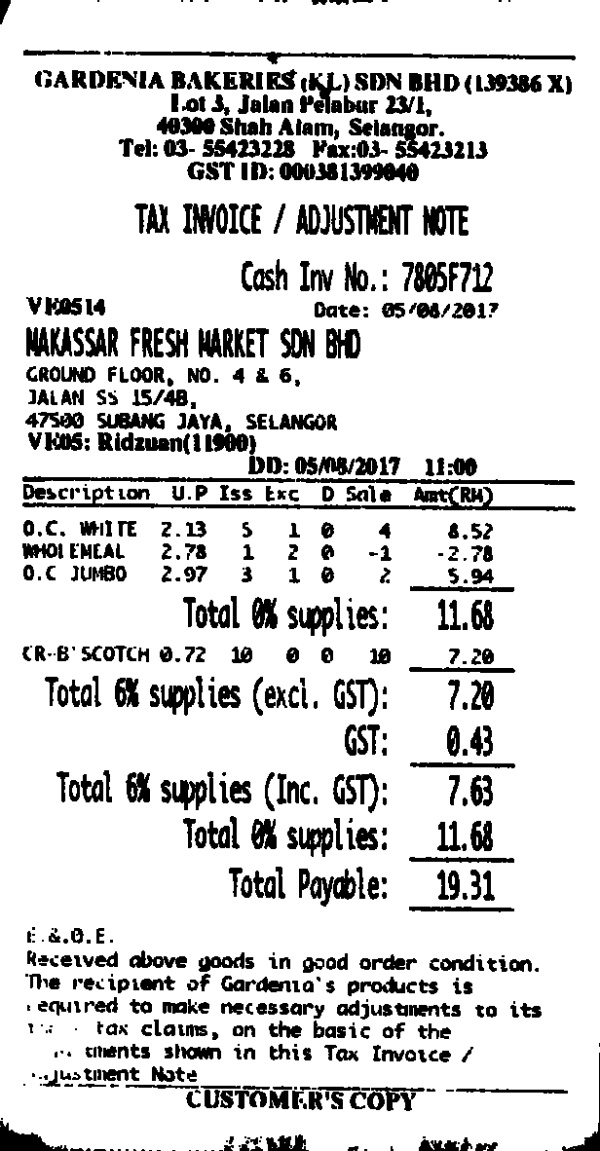 GARDENIA BAKERIES (KL) SDN BHD (139386 X)
Lot 3, Jalan Pelabur 23/1,
40300 Shah Alam, Selangor.
Tel: 03- 55423228 Fax:03- 55423213
GST ID: 000381399040
TAX INVOICE / ADJUSTMENT NOTE
Cash Inv No.: 7805F712
VE0514
Date: 05/08/2017
MAKASSAR FRESH MARKET SDN BHD
GROUND FLOOR, NO. 4 & 6,
JALAN SS 15/4B,
47500 SUBANG JAYA, SELANGOR
VE05: Ridzuan(11900)
DD: 05/08/2017 11:00
Description U.P Iss Exc D Sale Amt(RM)
O.C. WHITE 2.13 5 1 0 4 8.52
WHOLEMEAL 2.78 1 2 0 -1 -2.78
O.C JUMBO 2.97 3 1 0 2 5.94
Total 0% supplies: 11.68
CR-B'SCOTCH 0.72 10 0 0 10 7.20
Total 6% supplies (excl. GST): 7.20
GST: 0.43
Total 6% supplies (Inc. GST): 7.63
Total 0% supplies: 11.68
Total Payable: 19.31
E.&.O.E.
Received above goods in good order condition.
The recipient of Gardenia's products is
required to make necessary adjustments to its
tax claims, on the basic of the
shown in this Tax Invoice /
Adjustment Note
CUSTOMER'S COPY